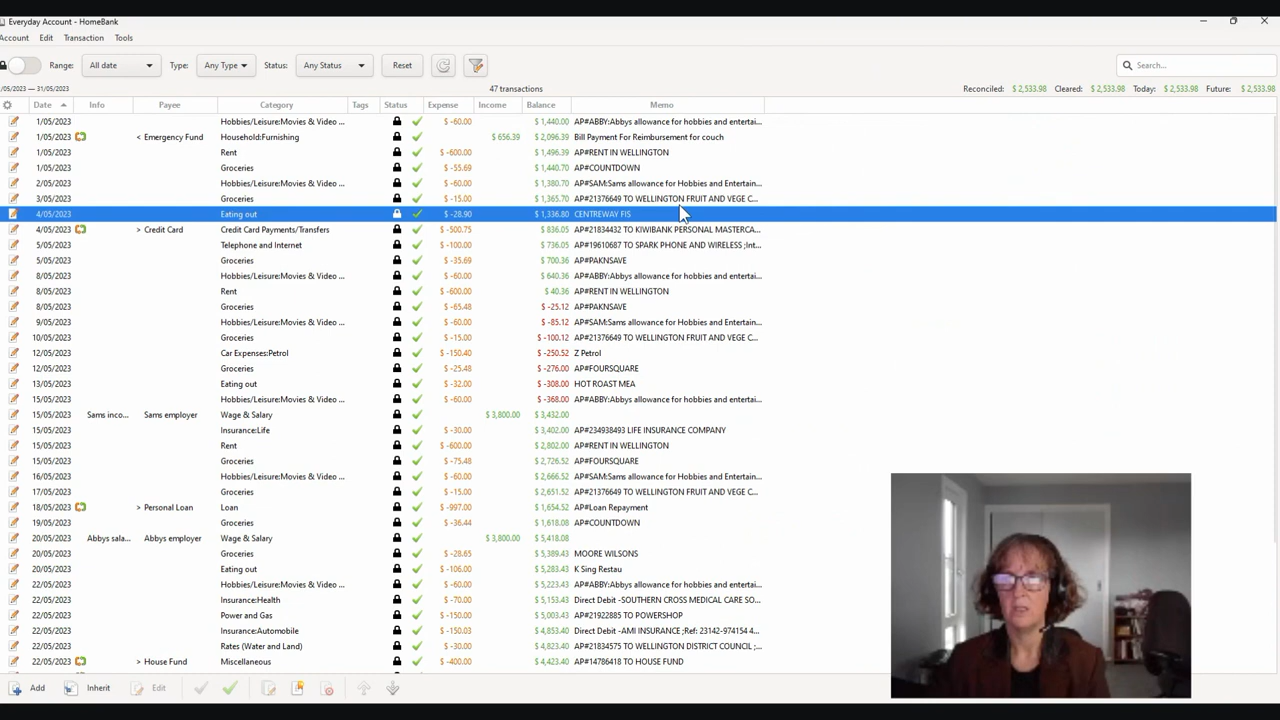 Everyday Account - HomeBank
Account Edit Transaction Tools
Range: All date Type: Any Type Status: Any Status Reset Search...
/05/2023 — 31/05/2023 47 transactions Reconciled: $ 2,533.98 Cleared: $ 2,533.98 Today: $ 2,533.98 Future: $ 2,533.98
Date Info Payee Category Tags Status Expense Income Balance Memo
1/05/2023 Hobbies/Leisure:Movies & Video ... $ -60.00 $ 1,440.00 AP#ABBY:Abbys allowance for hobbies and entertai...
1/05/2023 < Emergency Fund Household:Furnishing $ 656.39 $ 2,096.39 Bill Payment For Reimbursement for couch
1/05/2023 Rent $ -600.00 $ 1,496.39 AP#RENT IN WELLINGTON
1/05/2023 Groceries $ -55.69 $ 1,440.70 AP#COUNTDOWN
2/05/2023 Hobbies/Leisure:Movies & Video ... $ -60.00 $ 1,380.70 AP#SAM:Sams allowance for Hobbies and Entertain...
3/05/2023 Groceries $ -15.00 $ 1,365.70 AP#21376649 TO WELLINGTON FRUIT AND VEGE C...
4/05/2023 Eating out $ -28.90 $ 1,336.80 CENTREWAY FIS
4/05/2023 > Credit Card Credit Card Payments/Transfers $ -500.75 $ 836.05 AP#21834432 TO KIWIBANK PERSONAL MASTERCA...
5/05/2023 Telephone and Internet $ -100.00 $ 736.05 AP#19610687 TO SPARK PHONE AND WIRELESS ;Int...
5/05/2023 Groceries $ -35.69 $ 700.36 AP#PAKNSAVE
8/05/2023 Hobbies/Leisure:Movies & Video ... $ -60.00 $ 640.36 AP#ABBY:Abbys allowance for hobbies and entertai...
8/05/2023 Rent $ -600.00 $ 40.36 AP#RENT IN WELLINGTON
8/05/2023 Groceries $ -65.48 $ -25.12 AP#PAKNSAVE
9/05/2023 Hobbies/Leisure:Movies & Video ... $ -60.00 $ -85.12 AP#SAM:Sams allowance for Hobbies and Entertain...
10/05/2023 Groceries $ -15.00 $ -100.12 AP#21376649 TO WELLINGTON FRUIT AND VEGE C...
12/05/2023 Car Expenses:Petrol $ -150.40 $ -250.52 Z Petrol
12/05/2023 Groceries $ -25.48 $ -276.00 AP#FOURSQUARE
13/05/2023 Eating out $ -32.00 $ -308.00 HOT ROAST MEA
15/05/2023 Hobbies/Leisure:Movies & Video ... $ -60.00 $ -368.00 AP#ABBY:Abbys allowance for hobbies and entertai...
15/05/2023 Sams inco... Sams employer Wage & Salary $ 3,800.00 $ 3,432.00
15/05/2023 Insurance:Life $ -30.00 $ 3,402.00 AP#234938493 LIFE INSURANCE COMPANY
15/05/2023 Rent $ -600.00 $ 2,802.00 AP#RENT IN WELLINGTON
15/05/2023 Groceries $ -75.48 $ 2,726.52 AP#FOURSQUARE
16/05/2023 Hobbies/Leisure:Movies & Video ... $ -60.00 $ 2,666.52 AP#SAM:Sams allowance for Hobbies and Entertain...
17/05/2023 Groceries $ -15.00 $ 2,651.52 AP#21376649 TO WELLINGTON FRUIT AND VEGE C...
18/05/2023 > Personal Loan Loan $ -997.00 $ 1,654.52 AP#Loan Repayment
19/05/2023 Groceries $ -36.44 $ 1,618.08 AP#COUNTDOWN
20/05/2023 Abbys sala... Abbys employer Wage & Salary $ 3,800.00 $ 5,418.08
20/05/2023 Groceries $ -28.65 $ 5,389.43 MOORE WILSONS
20/05/2023 Eating out $ -106.00 $ 5,283.43 K Sing Restau
22/05/2023 Hobbies/Leisure:Movies & Video ... $ -60.00 $ 5,223.43 AP#ABBY:Abbys allowance for hobbies and entertai...
22/05/2023 Insurance:Health $ -70.00 $ 5,153.43 Direct Debit -SOUTHERN CROSS MEDICAL CARE SO...
22/05/2023 Power and Gas $ -150.00 $ 5,003.43 AP#21922885 TO POWERSHOP
22/05/2023 Insurance:Automobile $ -150.03 $ 4,853.40 Direct Debit -AMI INSURANCE ;Ref: 23142-974154 4...
22/05/2023 Rates (Water and Land) $ -30.00 $ 4,823.40 AP#21834575 TO WELLINGTON DISTRICT COUNCIL ;...
22/05/2023 > House Fund Miscellaneous $ -400.00 $ 4,423.40 AP#14786418 TO HOUSE FUND
Add Inherit Edit